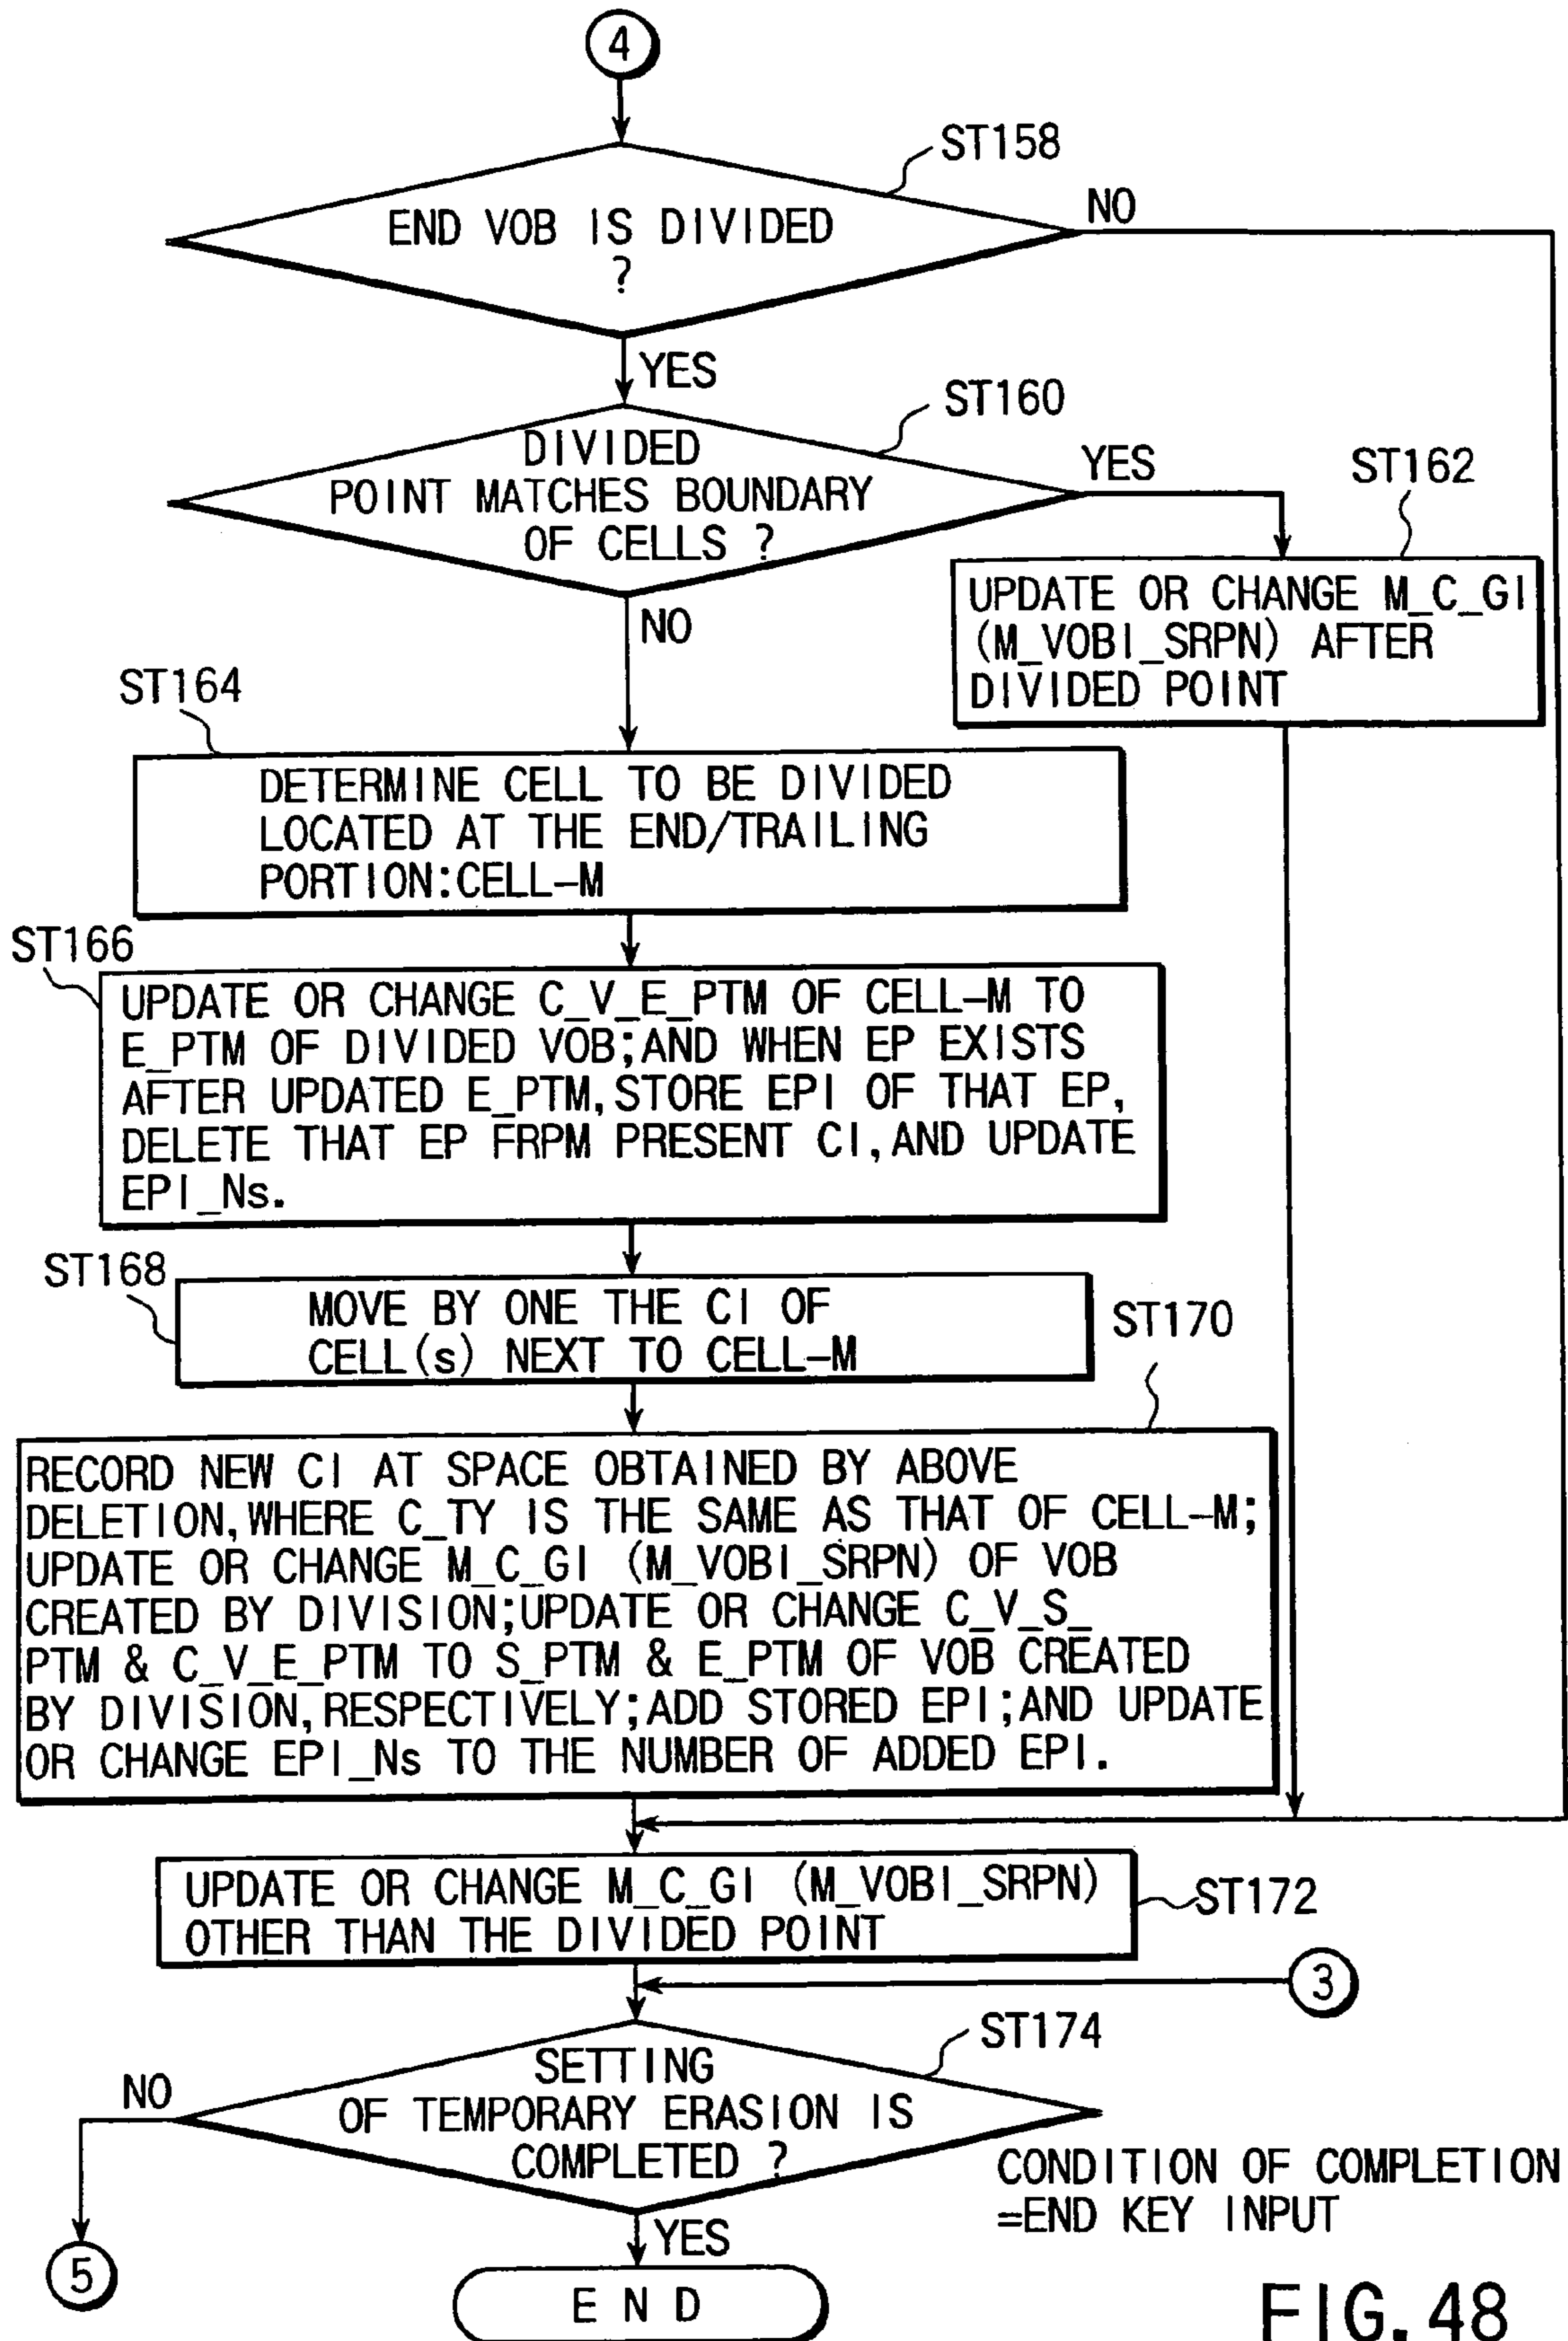 4
ST158
END VOB IS DIVIDED
?
NO
YES
ST160
DIVIDED
POINT MATCHES BOUNDARY
OF CELLS ?
YES
ST162
UPDATE OR CHANGE M_C_GI
(M_VOBI_SRPN) AFTER
DIVIDED POINT
NO
ST164
DETERMINE CELL TO BE DIVIDED
LOCATED AT THE END/TRAILING
PORTION:CELL-M
ST166
UPDATE OR CHANGE C_V_E_PTM OF CELL-M TO
E_PTM OF DIVIDED VOB;AND WHEN EP EXISTS
AFTER UPDATED E_PTM,STORE EPI OF THAT EP,
DELETE THAT EP FRPM PRESENT CI,AND UPDATE
EPI_Ns.
ST168
MOVE BY ONE THE CI OF
CELL(s) NEXT TO CELL-M
ST170
RECORD NEW CI AT SPACE OBTAINED BY ABOVE
DELETION,WHERE C_TY IS THE SAME AS THAT OF CELL-M;
UPDATE OR CHANGE M_C_GI (M_VOBI_SRPN) OF VOB
CREATED BY DIVISION;UPDATE OR CHANGE C_V_S_
PTM & C_V_E_PTM TO S_PTM & E_PTM OF VOB CREATED
BY DIVISION,RESPECTIVELY;ADD STORED EPI;AND UPDATE
OR CHANGE EPI_Ns TO THE NUMBER OF ADDED EPI.
UPDATE OR CHANGE M_C_GI (M_VOBI_SRPN)
OTHER THAN THE DIVIDED POINT
ST172
3
ST174
SETTING
OF TEMPORARY ERASION IS
COMPLETED ?
NO
CONDITION OF COMPLETION
=END KEY INPUT
YES
5
END
FIG. 48